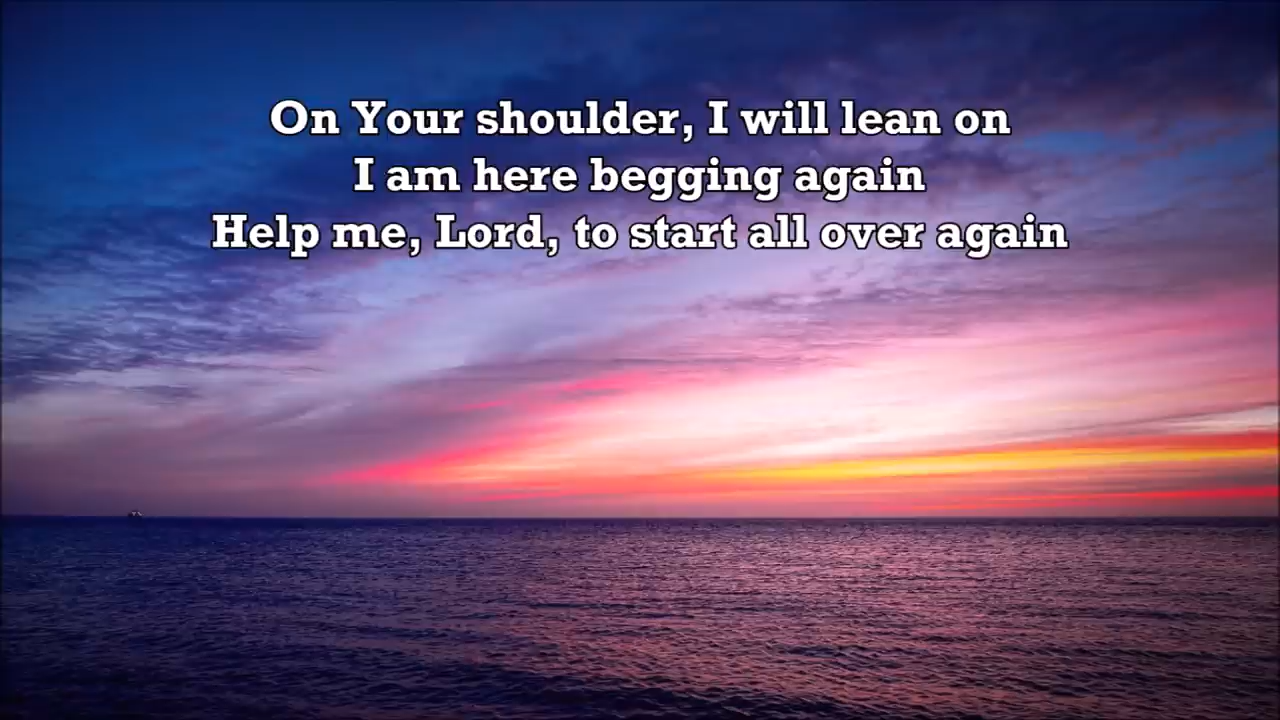 On Your shoulder, I will lean on
I am here begging again
Help me, Lord, to start all over again